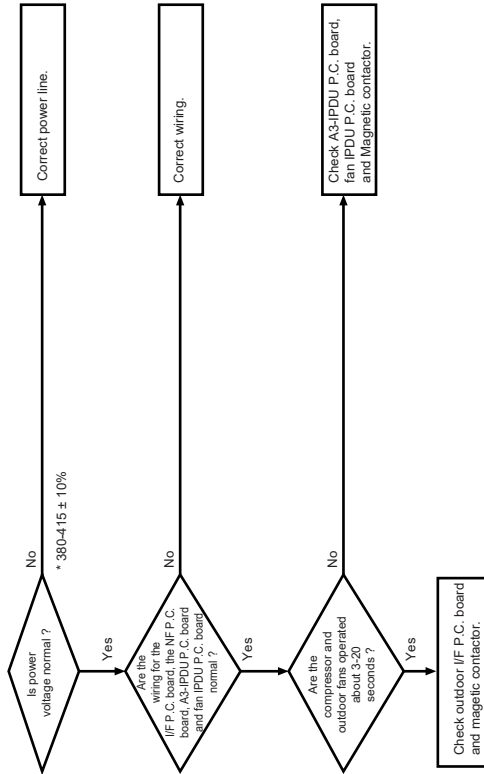 Is power
voltage normal ?
No
* 380-415 ± 10%
Correct power line.
Yes
Are the
wiring for the
I/F P.C. board, the NF P.C.
board, A3-IPDU P.C. board
and fan IPDU P.C. board
normal ?
No
Correct wiring.
Yes
Are the
compressor and
outdoor fans operated
about 3-20
seconds ?
No
Check A3-IPDU P.C. board,
fan IPDU P.C. board
and Magnetic contactor.
Yes
Check outdoor I/F P.C. board
and magetic contactor.